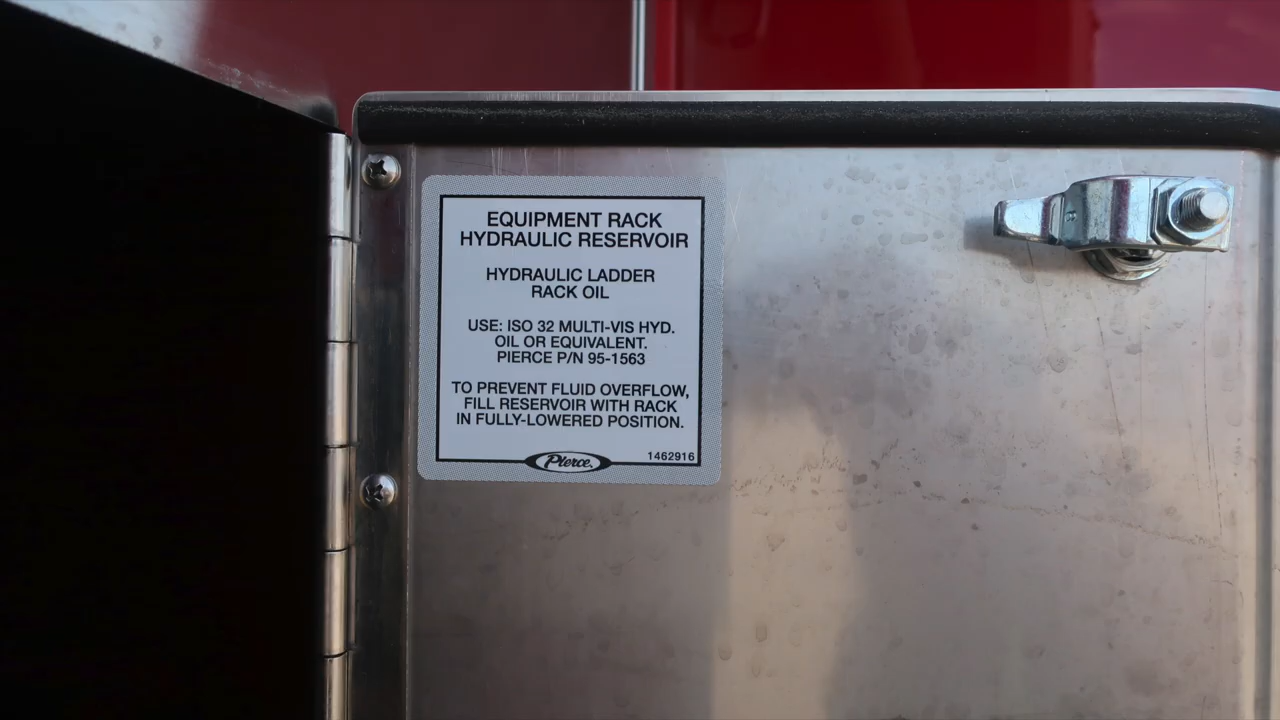 EQUIPMENT RACK
HYDRAULIC RESERVOIR
HYDRAULIC LADDER
RACK OIL
USE: ISO 32 MULTI-VIS HYD.
OIL OR EQUIVALENT.
PIERCE P/N 95-1563
TO PREVENT FLUID OVERFLOW,
FILL RESERVOIR WITH RACK
IN FULLY-LOWERED POSITION.
Pierce
1462916